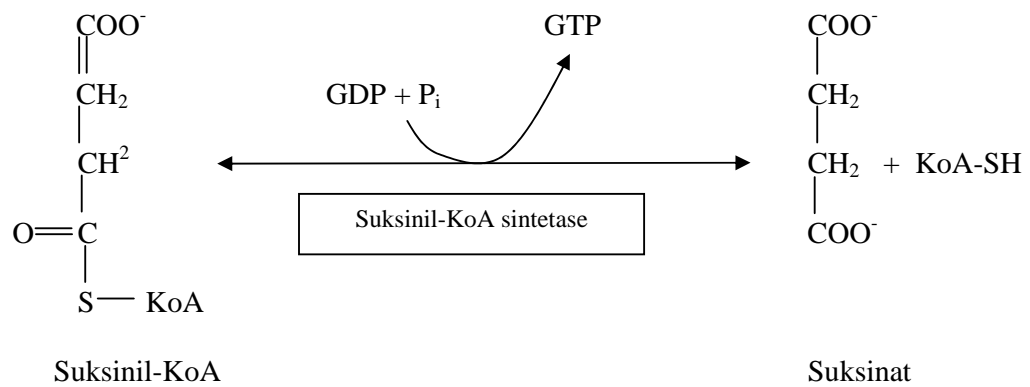 COO⁻ GTP COO⁻
CH₂ GDP + Pᵢ CH₂
CH² CH₂ + KoA-SH
Suksinil-KoA sintetase
O C COO⁻
S KoA
Suksinil-KoA Suksinat